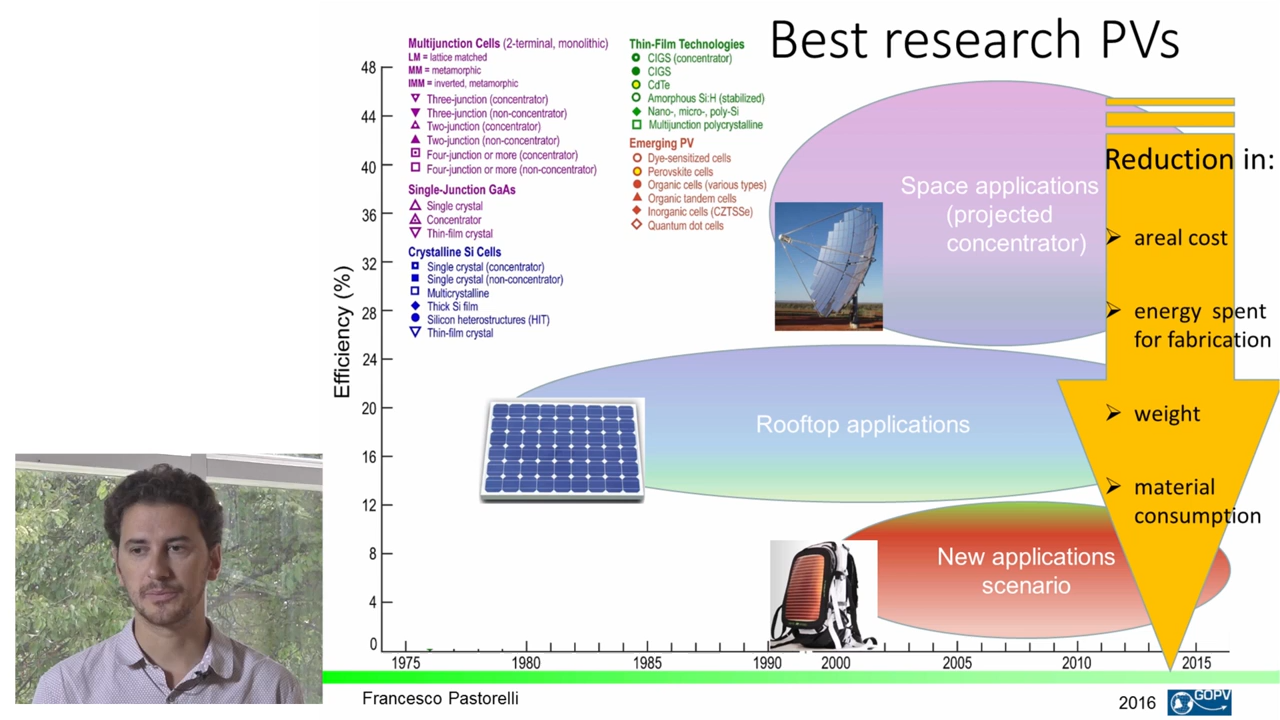 Best research PVs
Multijunction Cells (2-terminal, monolithic)
LM = lattice matched
MM = metamorphic
IMM = inverted, metamorphic
Three-junction (concentrator)
Three-junction (non-concentrator)
Two-junction (concentrator)
Two-junction (non-concentrator)
Four-junction or more (concentrator)
Four-junction or more (non-concentrator)
Single-Junction GaAs
Single crystal
Concentrator
Thin-film crystal
Crystalline Si Cells
Single crystal (concentrator)
Single crystal (non-concentrator)
Multicrystalline
Thick Si film
Silicon heterostructures (HIT)
Thin-film crystal
Thin-Film Technologies
CIGS (concentrator)
CIGS
CdTe
Amorphous Si:H (stabilized)
Nano-, micro-, poly-Si
Multijunction polycrystalline
Emerging PV
Dye-sensitized cells
Perovskite cells
Organic cells (various types)
Organic tandem cells
Inorganic cells (CZTSSe)
Quantum dot cells
Space applications
(projected
concentrator)
Reduction in:
➢ areal cost
➢ energy spent
for fabrication
➢ weight
➢ material
consumption
Rooftop applications
New applications
scenario
Efficiency (%)
48
44
40
36
32
28
24
20
16
12
8
4
0
1975 1980 1985 1990 2000 2005 2010 2015
Francesco Pastorelli
2016
GOPV